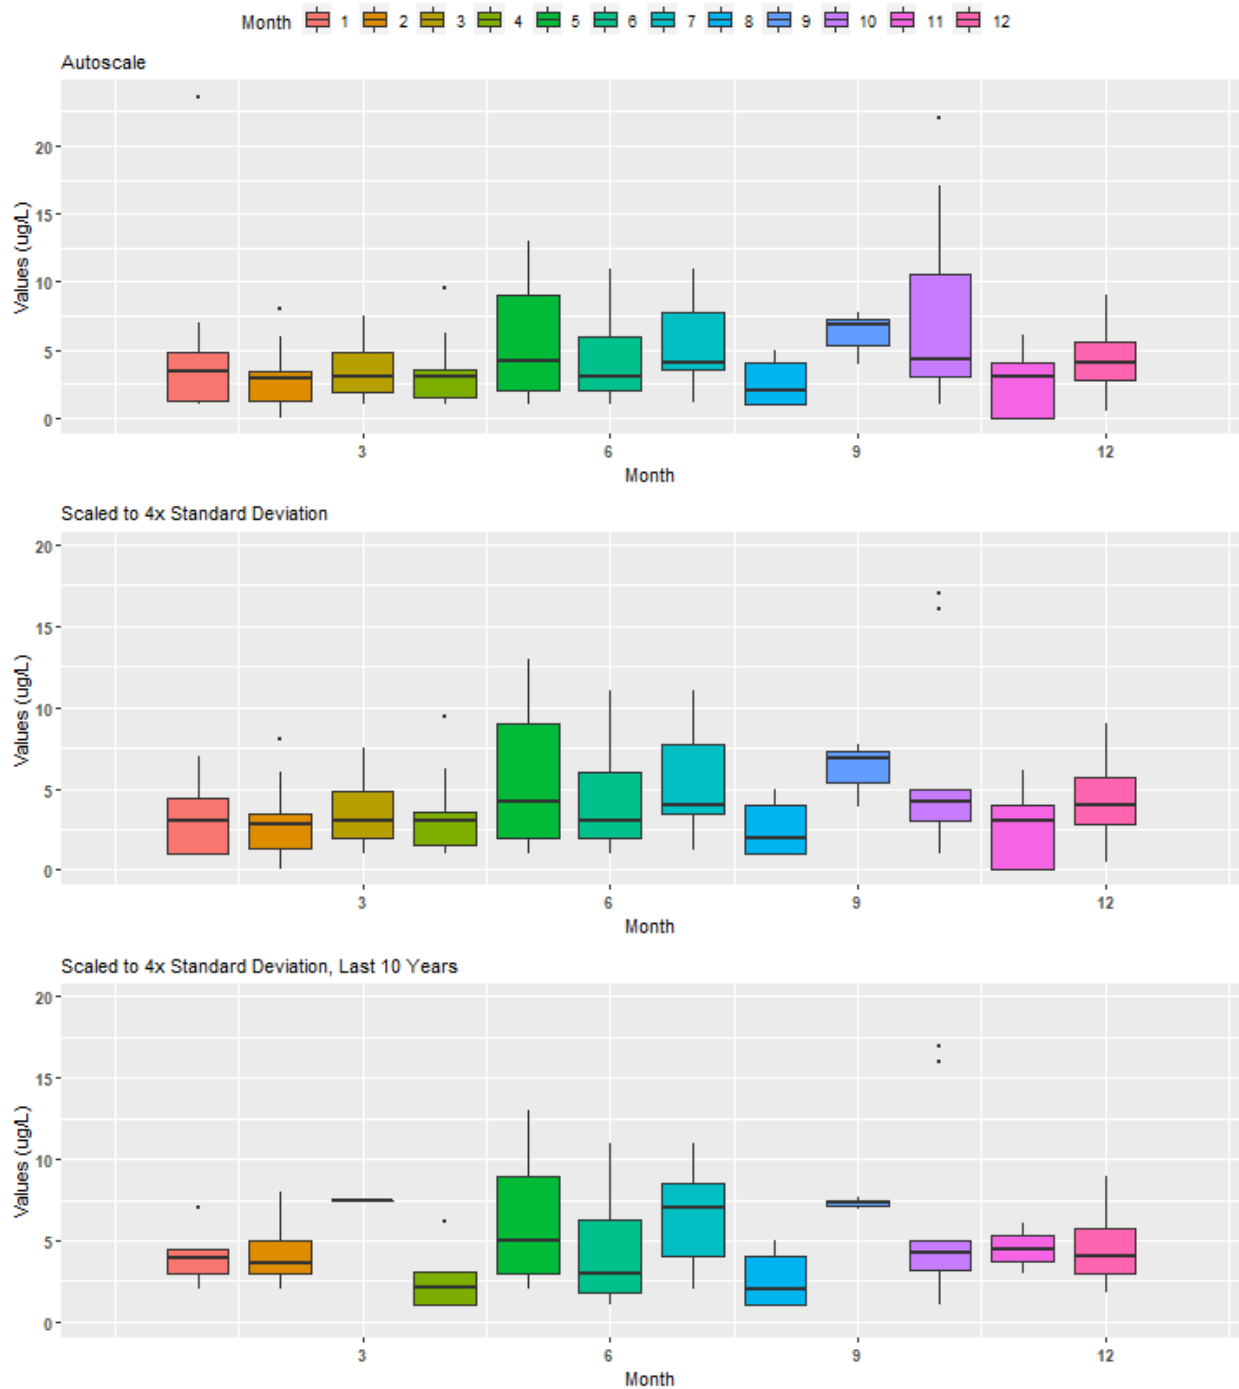 Month 1 2 3 4 5 6 7 8 9 10 11 12
Autoscale
Values (ug/L)
20
15
10
5
0
3 6 9 12
Month
Scaled to 4x Standard Deviation
Values (ug/L)
20
15
10
5
0
3 6 9 12
Month
Scaled to 4x Standard Deviation, Last 10 Years
Values (ug/L)
20
15
10
5
0
3 6 9 12
Month